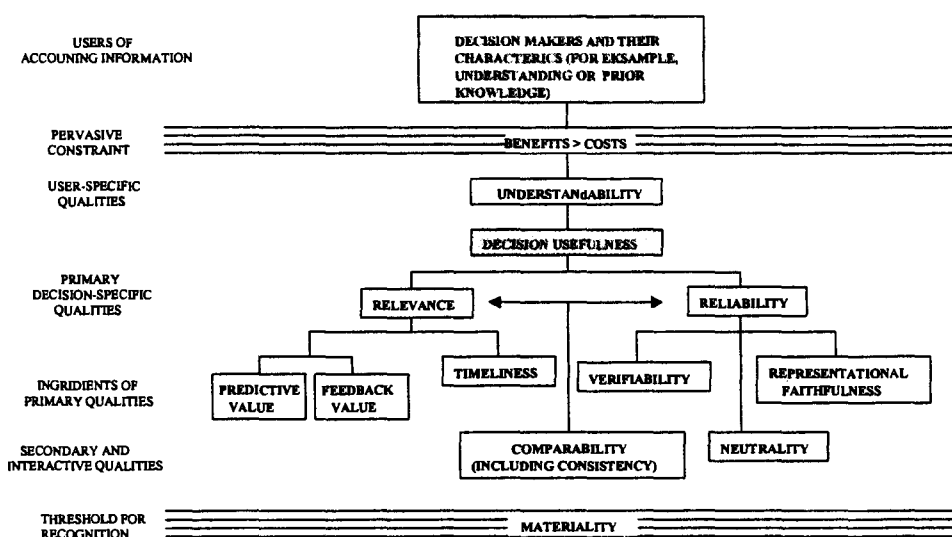 USERS OF
ACCOUNING INFORMATION
DECISION MAKERS AND THEIR
CHARACTERICS (FOR EKSAMPLE,
UNDERSTANDING OR PRIOR
KNOWLEDGE)
PERVASIVE
CONSTRAINT
BENEFITS > COSTS
USER-SPECIFIC
QUALITIES
UNDERSTANdABILITY
DECISION USEFULNESS
PRIMARY
DECISION-SPECIFIC
QUALITIES
RELEVANCE
RELIABILITY
INGRIDIENTS OF
PRIMARY QUALITIES
PREDICTIVE
VALUE
FEEDBACK
VALUE
TIMELINESS
VERIFIABILITY
REPRESENTATIONAL
FAITHFULNESS
SECONDARY AND
INTERACTIVE QUALITIES
COMPARABILITY
(INCLUDING CONSISTENCY)
NEUTRALITY
THRESHOLD FOR
RECOGNITION
MATERIALITY